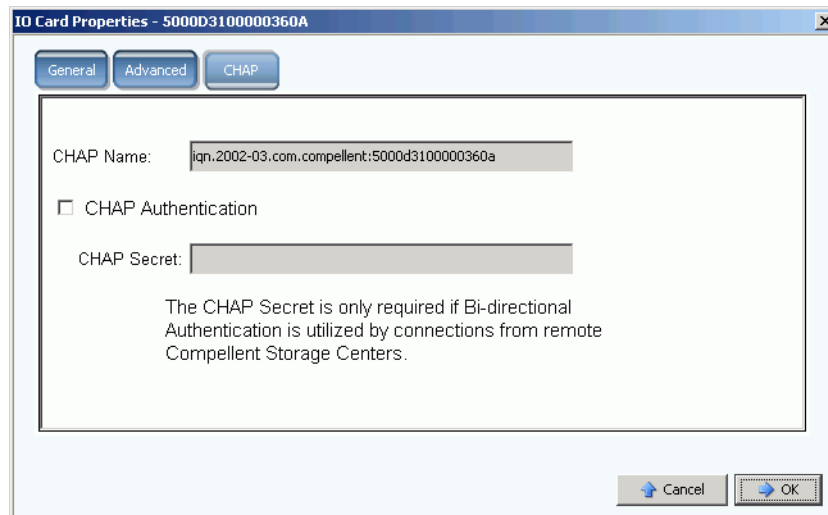 IO Card Properties - 5000D3100000360A
General Advanced CHAP
CHAP Name: iqn.2002-03.com.compellent:5000d3100000360a
CHAP Authentication
CHAP Secret:
The CHAP Secret is only required if Bi-directional
Authentication is utilized by connections from remote
Compellent Storage Centers.
Cancel OK